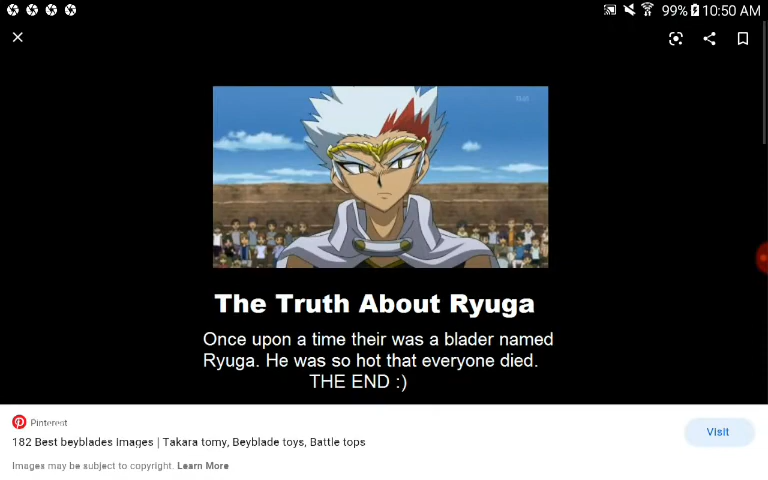 99% 10:50 AM
The Truth About Ryuga
Once upon a time their was a blader named
Ryuga. He was so hot that everyone died.
THE END :)
Pinterest
182 Best beyblades Images | Takara tomy, Beyblade toys, Battle tops
Visit
Images may be subject to copyright. Learn More